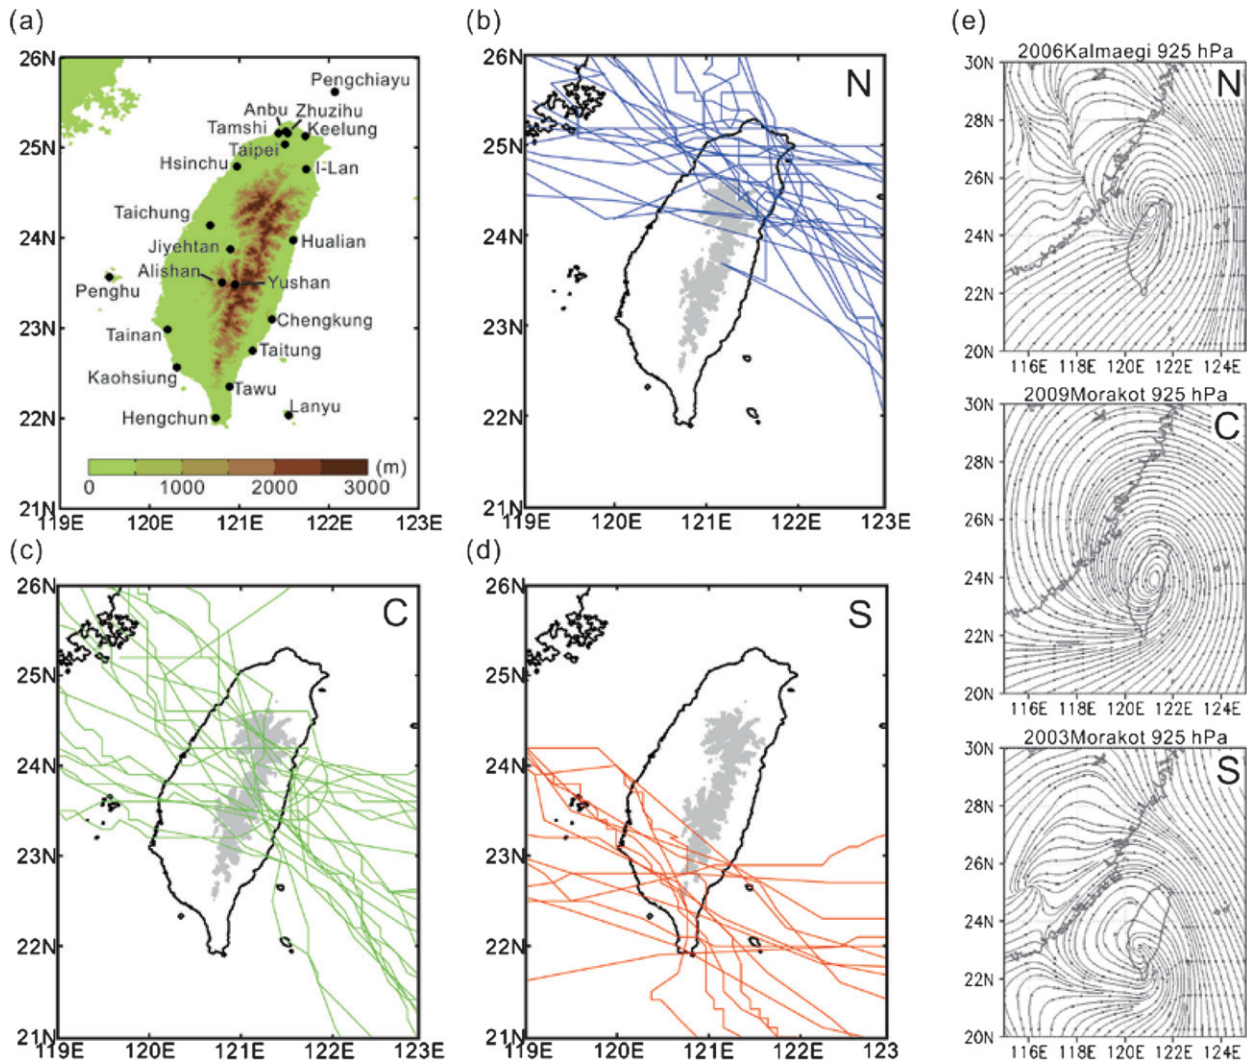 (a)
26N
25N
24N
23N
22N
21N
119E 120E 121E 122E 123E
Pengchiayu
Anbu Zhuzihu
Tamshi Keelung
Taipei
Hsinchu I-Lan
Taichung
Jiyehtan Hualian
Alishan Yushan
Penghu
Chengkung
Tainan
Taitung
Kaohsiung
Tawu
Hengchun Lanyu
(m)
0 1000 2000 3000
(b)
N
26N
25N
24N
23N
22N
21N
119E 120E 121E 122E 123E
(c)
C
26N
25N
24N
23N
22N
21N
119E 120E 121E 122E 123E
(d)
S
26N
25N
24N
23N
22N
21N
119E 120E 121E 122E 123E
(e)
2006Kalmaegi 925 hPa
N
30N
28N
26N
24N
22N
20N
116E 118E 120E 122E 124E
2009Morakot 925 hPa
C
30N
28N
26N
24N
22N
20N
116E 118E 120E 122E 124E
2003Morakot 925 hPa
S
30N
28N
26N
24N
22N
20N
116E 118E 120E 122E 124E